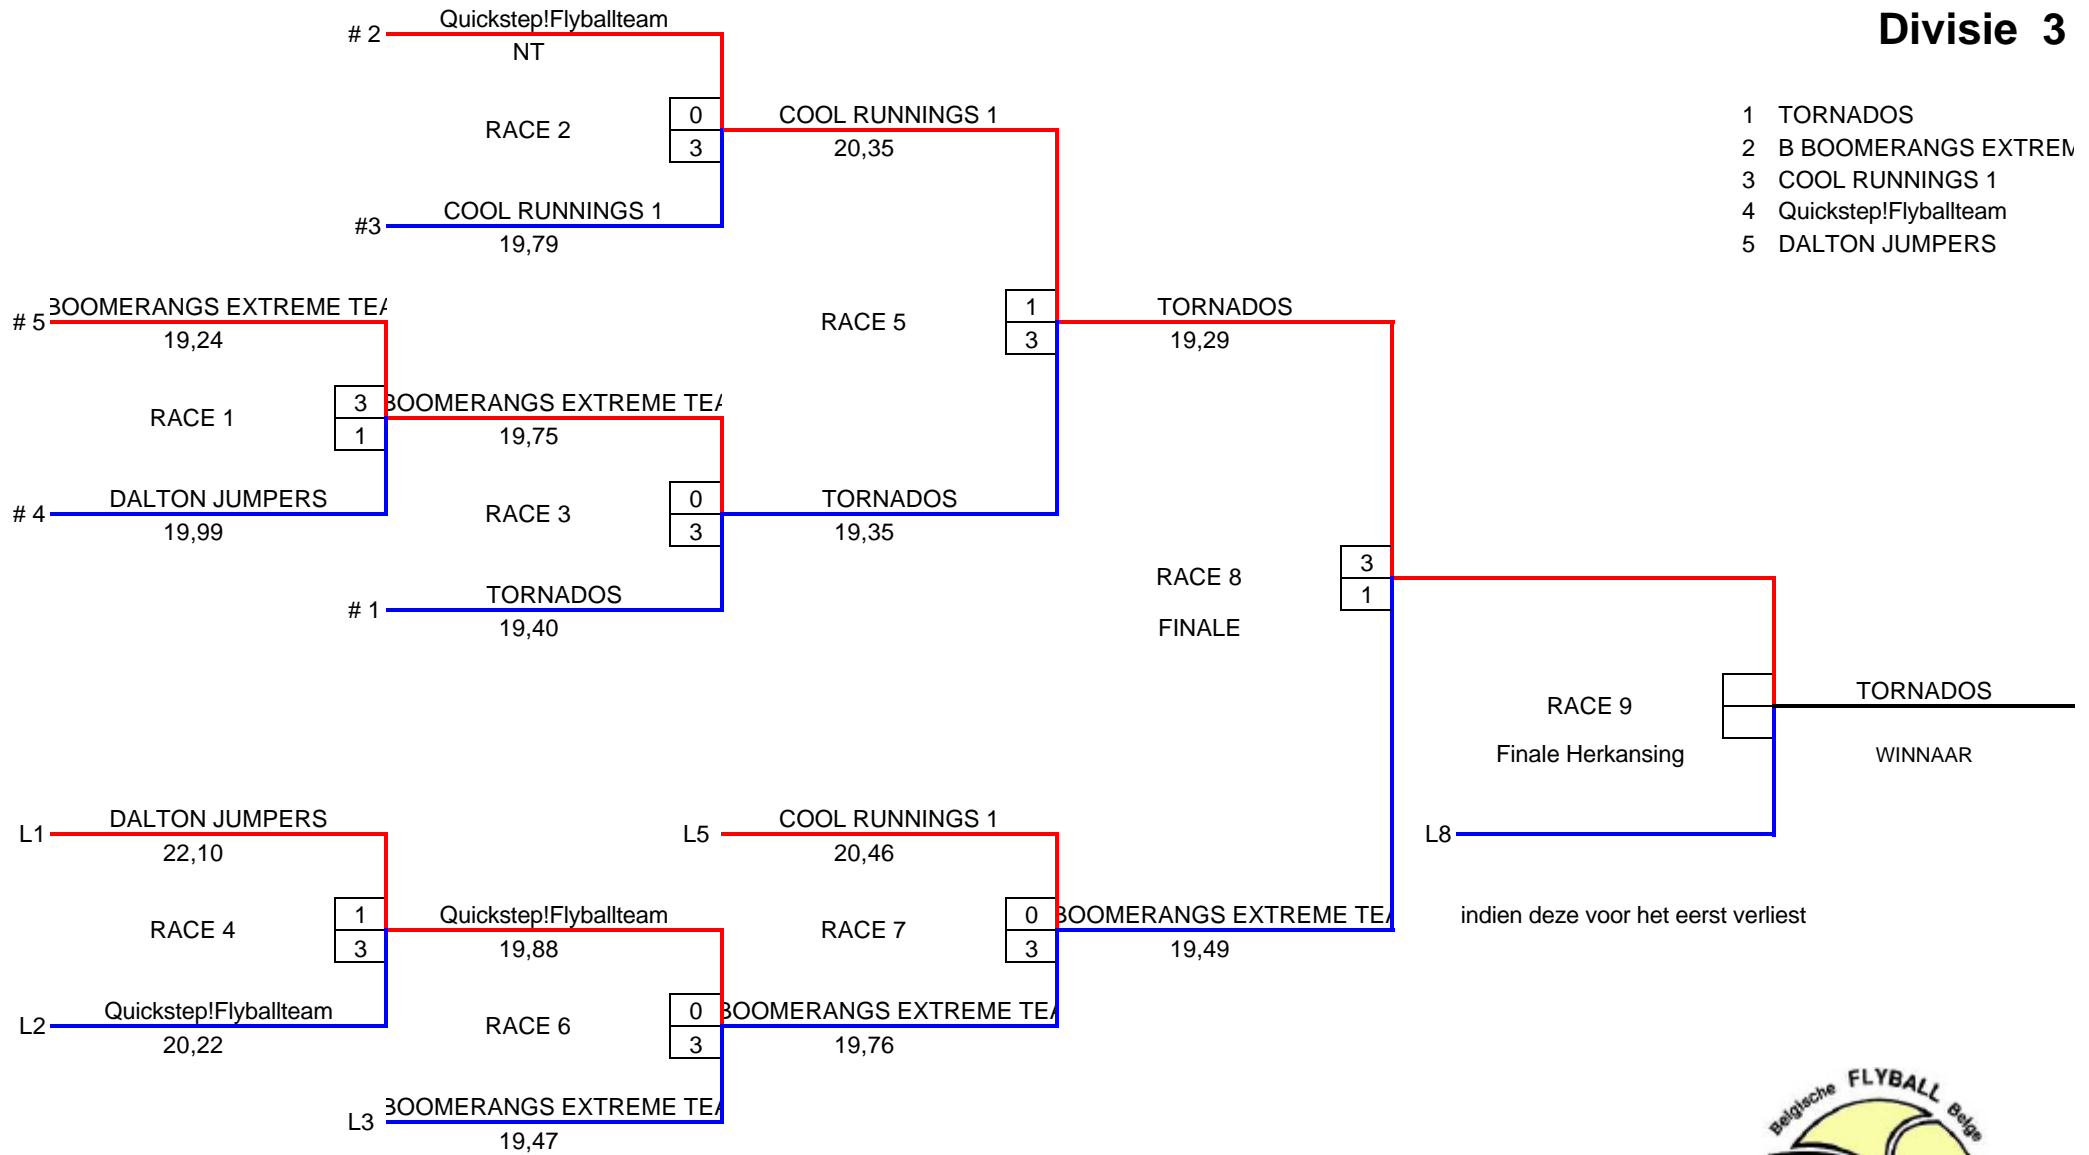 Divisie 3
1 TORNADOS
2 B BOOMERANGS EXTREM
3 COOL RUNNINGS 1
4 Quickstep!Flyballteam
5 DALTON JUMPERS
# 2 Quickstep!Flyballteam
NT
RACE 2
0
3
#3 COOL RUNNINGS 1
19,79
COOL RUNNINGS 1
20,35
# 5 BOOMERANGS EXTREME TEA
19,24
RACE 1
3
1
# 4 DALTON JUMPERS
19,99
BOOMERANGS EXTREME TEA
19,75
RACE 3
0
3
# 1 TORNADOS
19,40
TORNADOS
19,35
RACE 5
1
3
TORNADOS
19,29
RACE 8
3
1
FINALE
L1 DALTON JUMPERS
22,10
RACE 4
1
3
L2 Quickstep!Flyballteam
20,22
Quickstep!Flyballteam
19,88
RACE 6
0
3
L3 BOOMERANGS EXTREME TEA
19,47
L5 COOL RUNNINGS 1
20,46
RACE 7
0
3
BOOMERANGS EXTREME TEA
19,76
BOOMERANGS EXTREME TEA
19,49
RACE 9
Finale Herkansing
TORNADOS
WINNAAR
L8
indien deze voor het eerst verliest
Belgische FLYBALL Belge